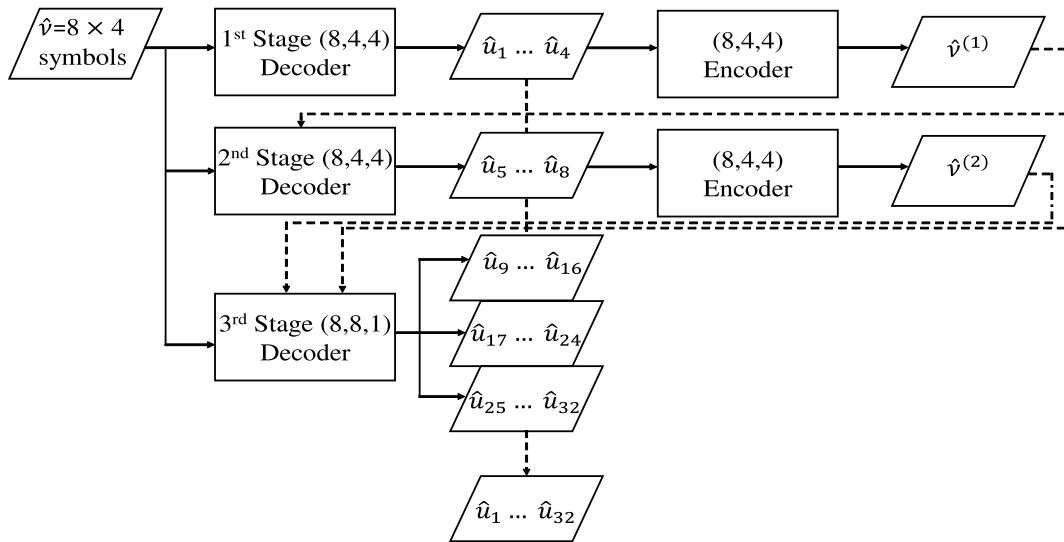 v̂=8 × 4
symbols
1st Stage (8,4,4)
Decoder
û₁ … û₄
(8,4,4)
Encoder
v̂⁽¹⁾
2nd Stage (8,4,4)
Decoder
û₅ … û₈
(8,4,4)
Encoder
v̂⁽²⁾
û₉ … û₁₆
3rd Stage (8,8,1)
Decoder
û₁₇ … û₂₄
û₂₅ … û₃₂
û₁ … û₃₂